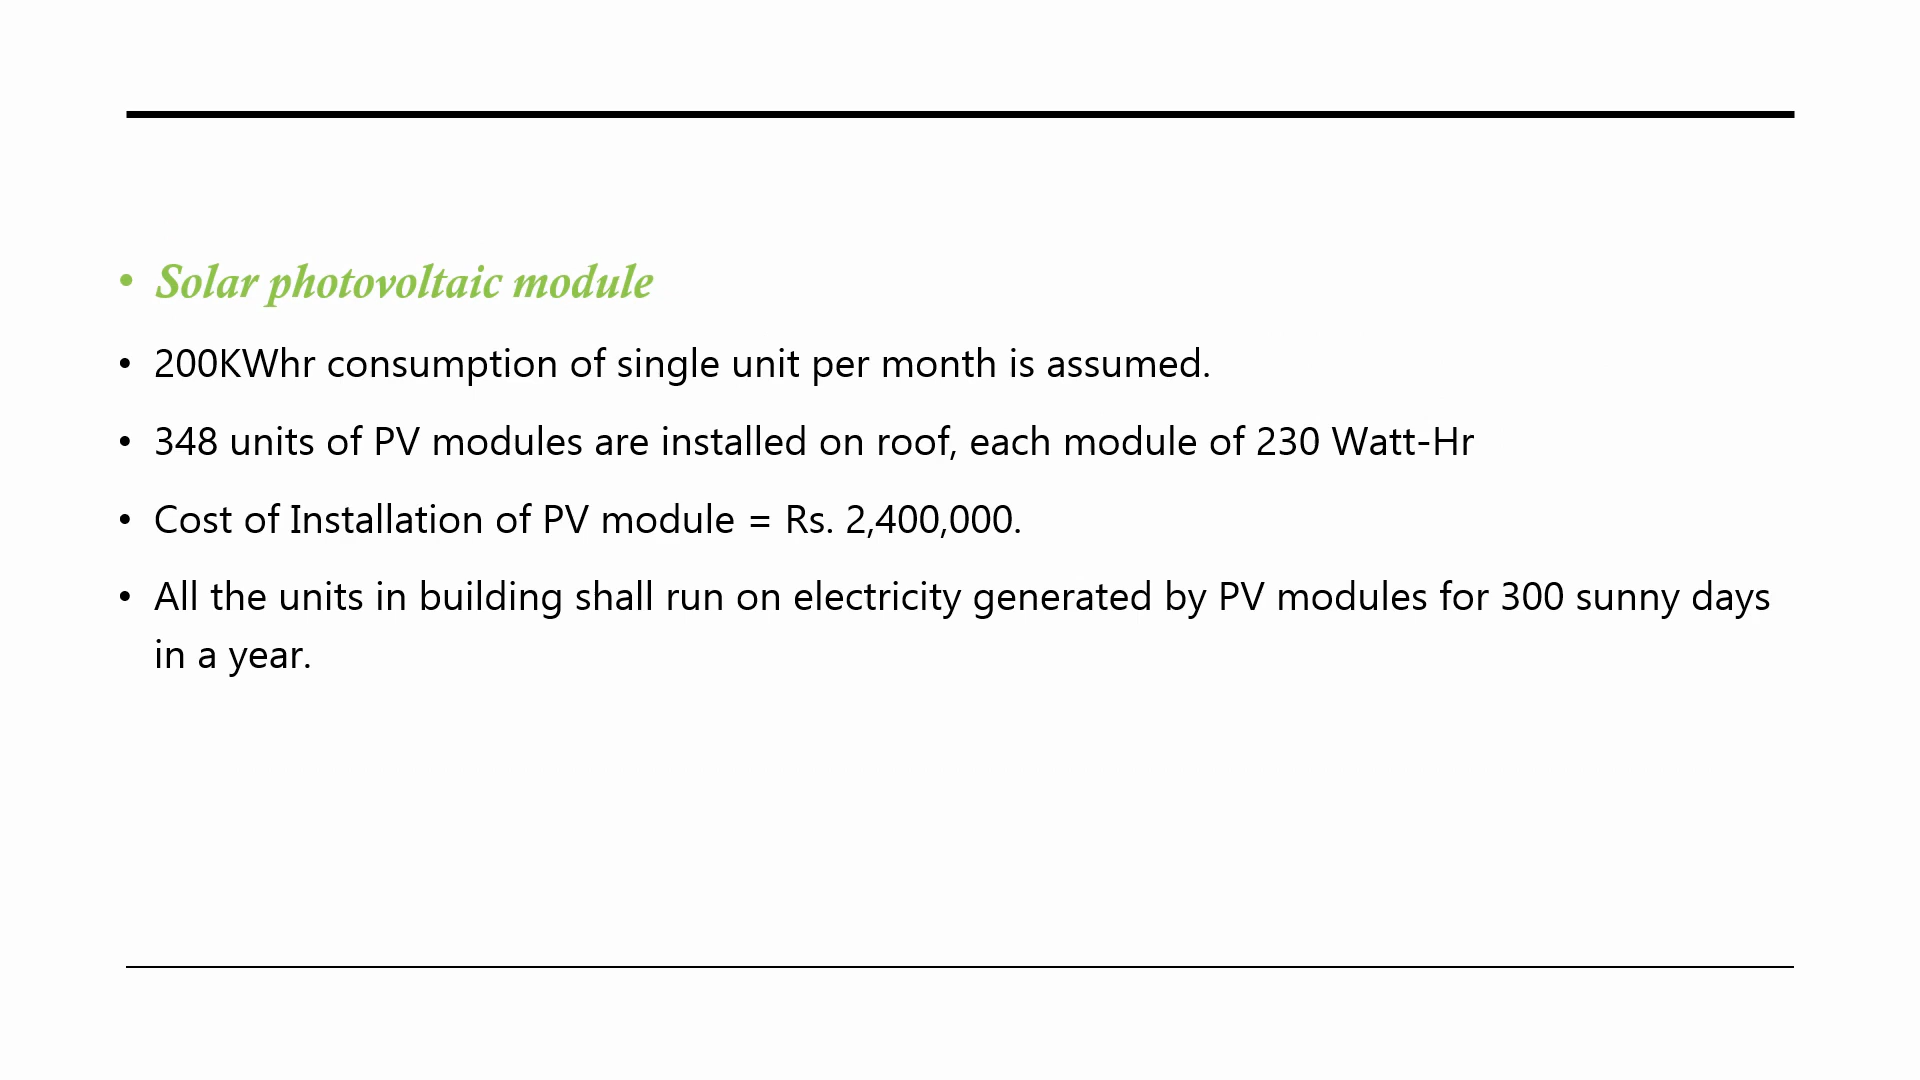 • Solar photovoltaic module
• 200KWhr consumption of single unit per month is assumed.
• 348 units of PV modules are installed on roof, each module of 230 Watt-Hr
• Cost of Installation of PV module = Rs. 2,400,000.
• All the units in building shall run on electricity generated by PV modules for 300 sunny days
in a year.